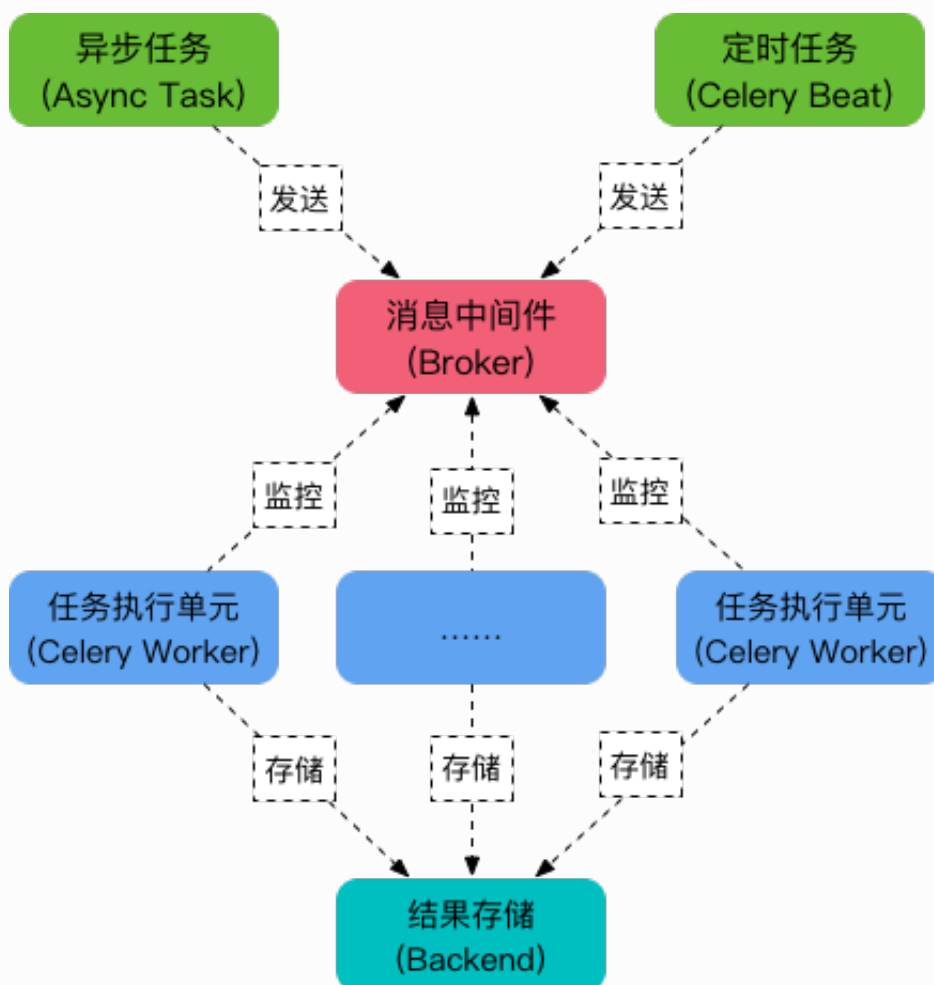 异步任务
(Async Task)
定时任务
(Celery Beat)
发送
发送
消息中间件
(Broker)
监控
监控
监控
任务执行单元
(Celery Worker)
......
任务执行单元
(Celery Worker)
存储
存储
存储
结果存储
(Backend)